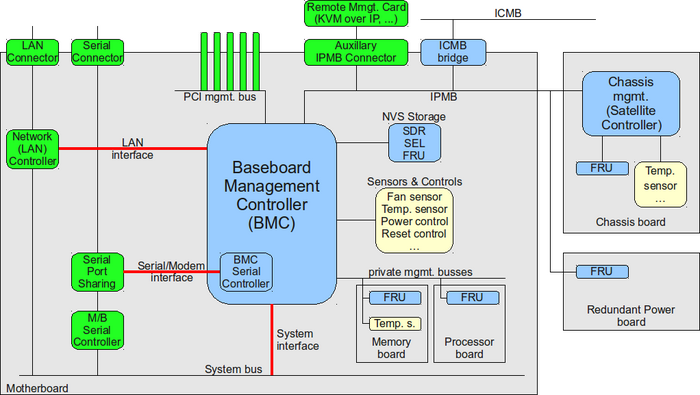 Remote Mmgt. Card
(KVM over IP, ...)
ICMB
LAN
Connector
Serial
Connector
Auxillary
IPMB Connector
ICMB
bridge
PCI mgmt. bus
IPMB
Chassis
mgmt.
(Satellite
Controller)
NVS Storage
SDR
SEL
FRU
Network
(LAN)
Controller
LAN
interface
Baseboard
Management
Controller
(BMC)
FRU
Temp.
sensor
...
Chassis board
Sensors & Controls
Fan sensor
Temp. sensor
Power control
Reset control
...
Serial
Port
Sharing
Serial/Modem
interface
BMC
Serial
Controller
private mgmt. busses
FRU
FRU
FRU
Temp. s.
Memory
board
Processor
board
Redundant Power
board
M/B
Serial
Controller
System
interface
System bus
Motherboard